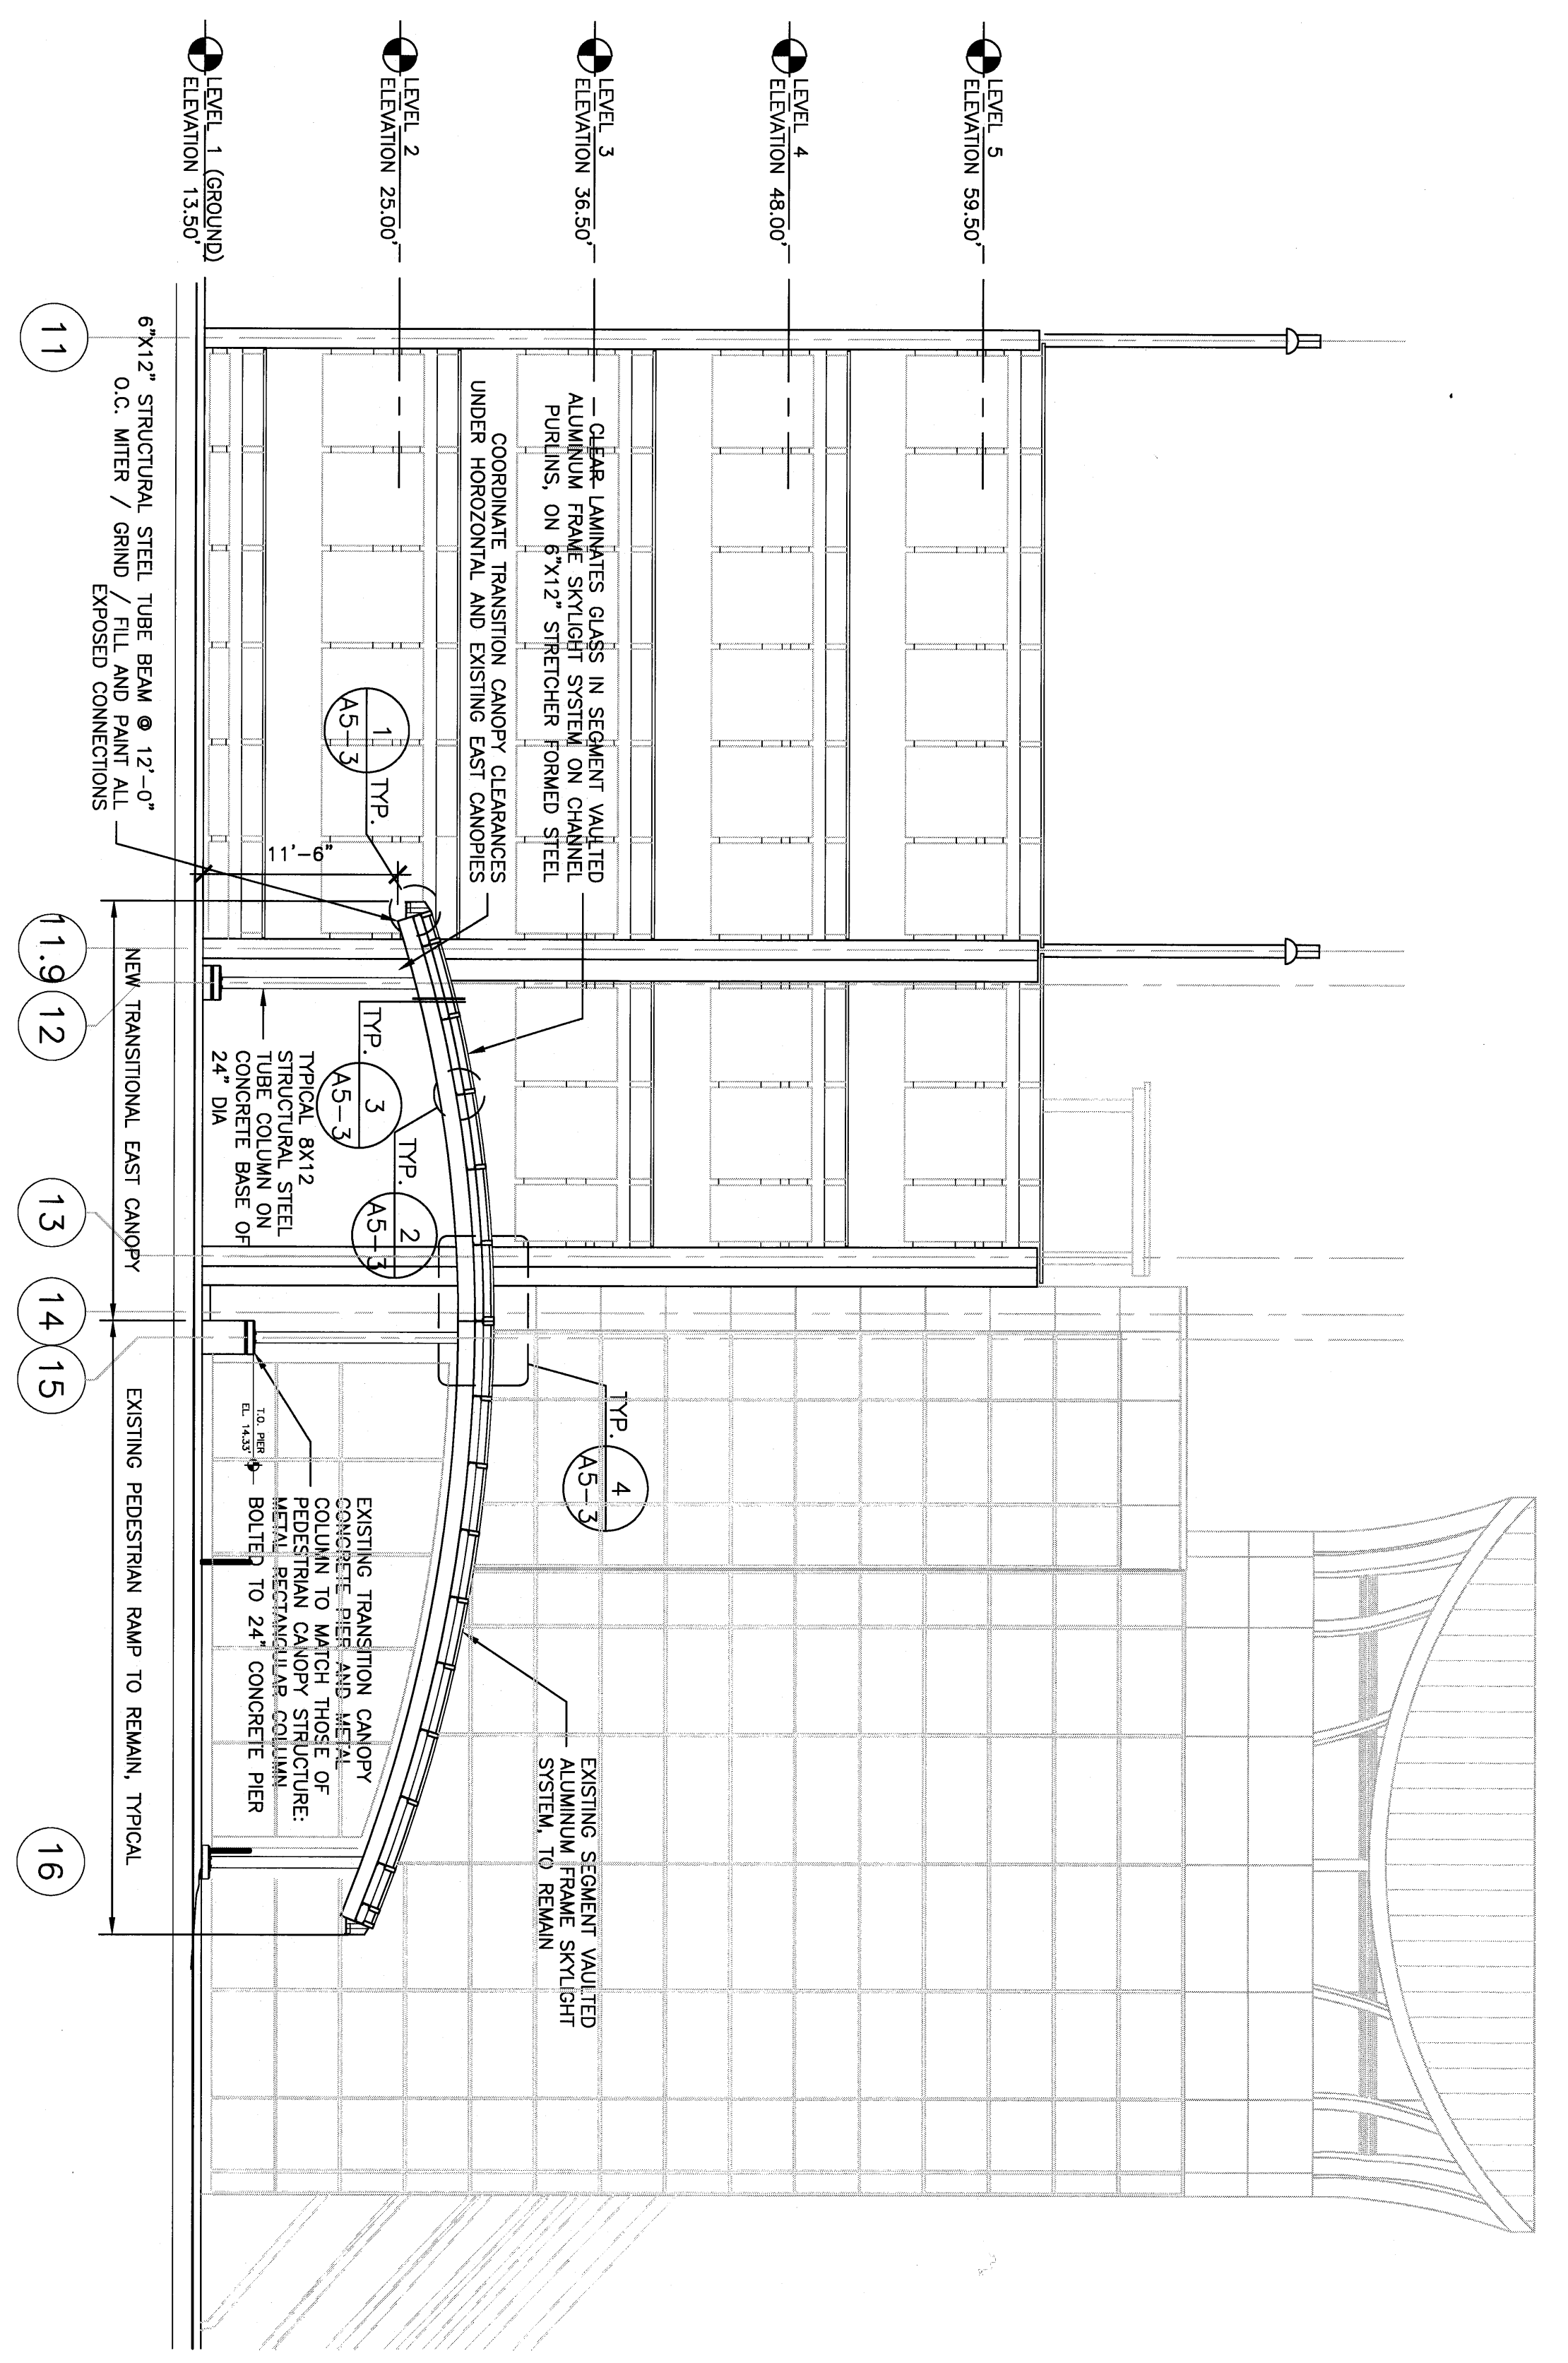 LEVEL 5
ELEVATION 59.50'
LEVEL 4
ELEVATION 48.00'
LEVEL 3
ELEVATION 36.50'
LEVEL 2
ELEVATION 25.00'
LEVEL 1 (GROUND)
ELEVATION 13.50'
CLEAR LAMINATES GLASS IN SEGMENT VAULTED
ALUMINUM FRAME SKYLIGHT SYSTEM ON CHANNEL
PURLINS, ON 6"X12" STRETCHER FORMED STEEL
COORDINATE TRANSITION CANOPY CLEARANCES
UNDER HOROZONTAL AND EXISTING EAST CANOPIES
1
A5-3
TYP.
11'-6"
6"X12" STRUCTURAL STEEL TUBE BEAM @ 12'-0"
O.C. MITER / GRIND / FILL AND PAINT ALL
EXPOSED CONNECTIONS
TYP.
3
A5-3
TYP.
2
A5-3
TYPICAL 8X12
STRUCTURAL STEEL
TUBE COLUMN ON
CONCRETE BASE OF
24" DIA
TYP.
4
A5-3
EXISTING SEGMENT VAULTED
ALUMINUM FRAME SKYLIGHT
SYSTEM, TO REMAIN
EXISTING TRANSITION CANOPY
CONCRETE PIER AND METAL
COLUMN TO MATCH THOSE OF
PEDESTRIAN CANOPY STRUCTURE:
METAL RECTANGULAR COLUMN
BOLTED TO 24" CONCRETE PIER
T.O. PIER
EL. 14.33'
NEW TRANSITIONAL EAST CANOPY
EXISTING PEDESTRIAN RAMP TO REMAIN, TYPICAL
11
11.9
12
13
14
15
16